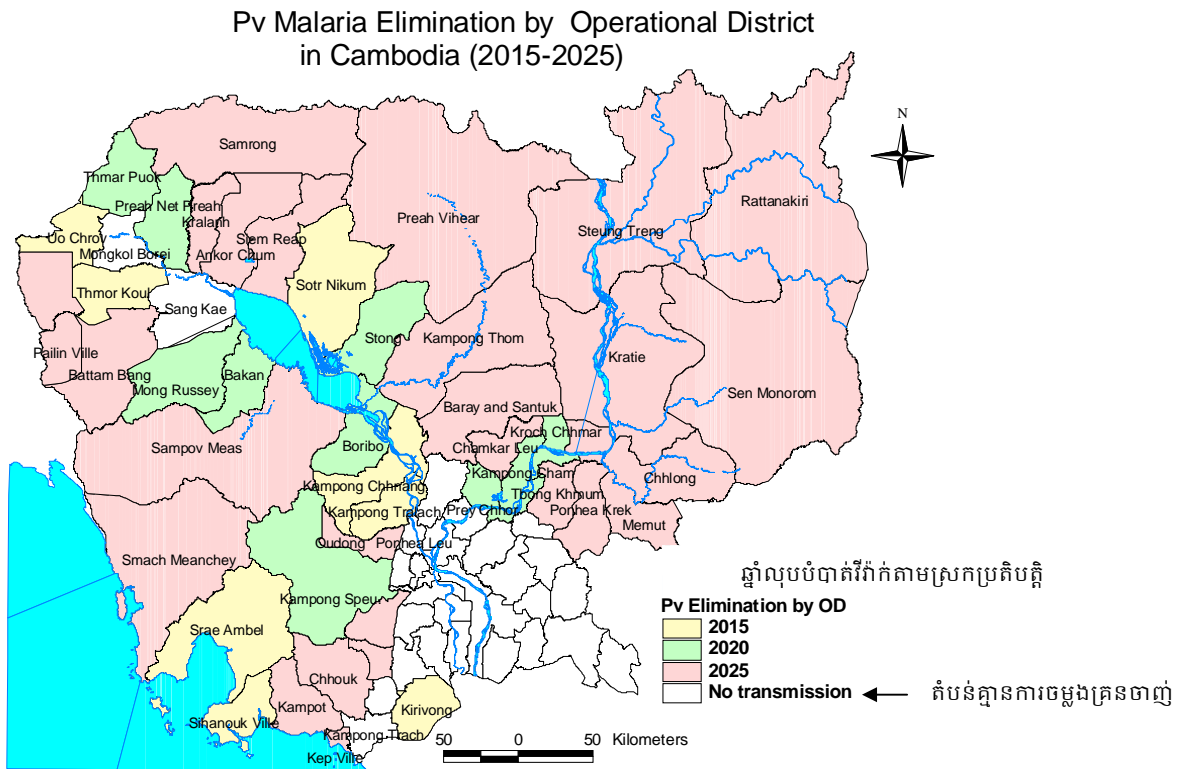 Pv Malaria Elimination by Operational District
in Cambodia (2015-2025)
N
Samrong
Thmar Puok
Preah Net Preah
Kralanh
Preah Vihear
Rattanakiri
Uo Chrov
Mongkol Borei
Ankor Chum
Siem Reap
Steung Treng
Thmor Koul
Sang Kae
Sotr Nikum
Pailin Ville
Battam Bang
Mong Russey
Bakan
Stong
Kampong Thom
Kratie
Sen Monorom
Baray and Santuk
Sampov Meas
Boribo
Chamkar Leu
Kroch Chhmar
Kampong Chhnang
Kampong Cham
Chhlong
Kampong Tralach
Prey Chhor
Tbong Khmum
Ponhea Krek
Memut
Oudong
Ponhea Leu
Smach Meanchey
Kampong Speu
Srae Ambel
Chhouk
Kampot
Kirivong
Sihanouk Ville
Kampong Trach
Kep Ville
50 0 50 Kilometers
ឆ្នាំលុបបំបាត់វីវ៉ាក់តាមស្រុកប្រតិបត្តិ
Pv Elimination by OD
2015
2020
2025
No transmission
តំបន់គ្មានការចម្លងគ្រុនចាញ់